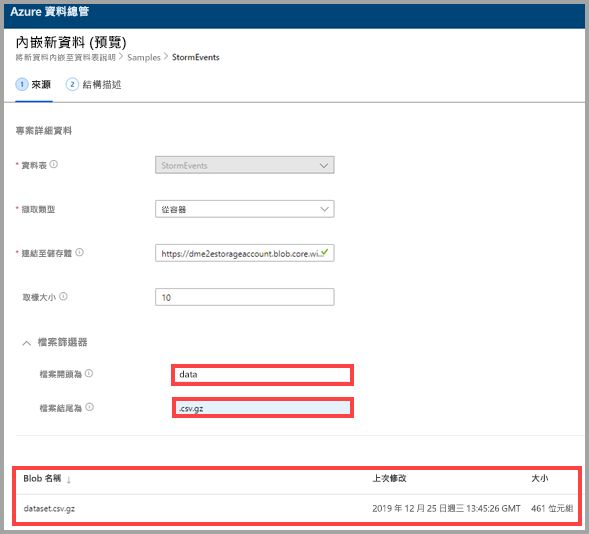 Azure 資料總管
內嵌新資料 (預覽)
將新資料內嵌至資料表說明 > Samples > StormEvents
1 來源 2 結構描述
專案詳細資料
* 資料表 StormEvents
* 擷取類型 從容器
* 連結至儲存體 https://dme2estorageaccount.blob.core.wi...
取樣大小 10
檔案篩選器
檔案開頭為 data
檔案結尾為 .csv.gz
Blob 名稱 ↓ 上次修改 大小
dataset.csv.gz 2019 年 12 月 25 日週三 13:45:26 GMT 461 位元組